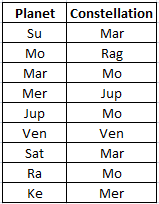 Planet Constellation
Su Mar
Mo Rag
Mar Mo
Mer Jup
Jup Mo
Ven Ven
Sat Mar
Ra Mo
Ke Mer